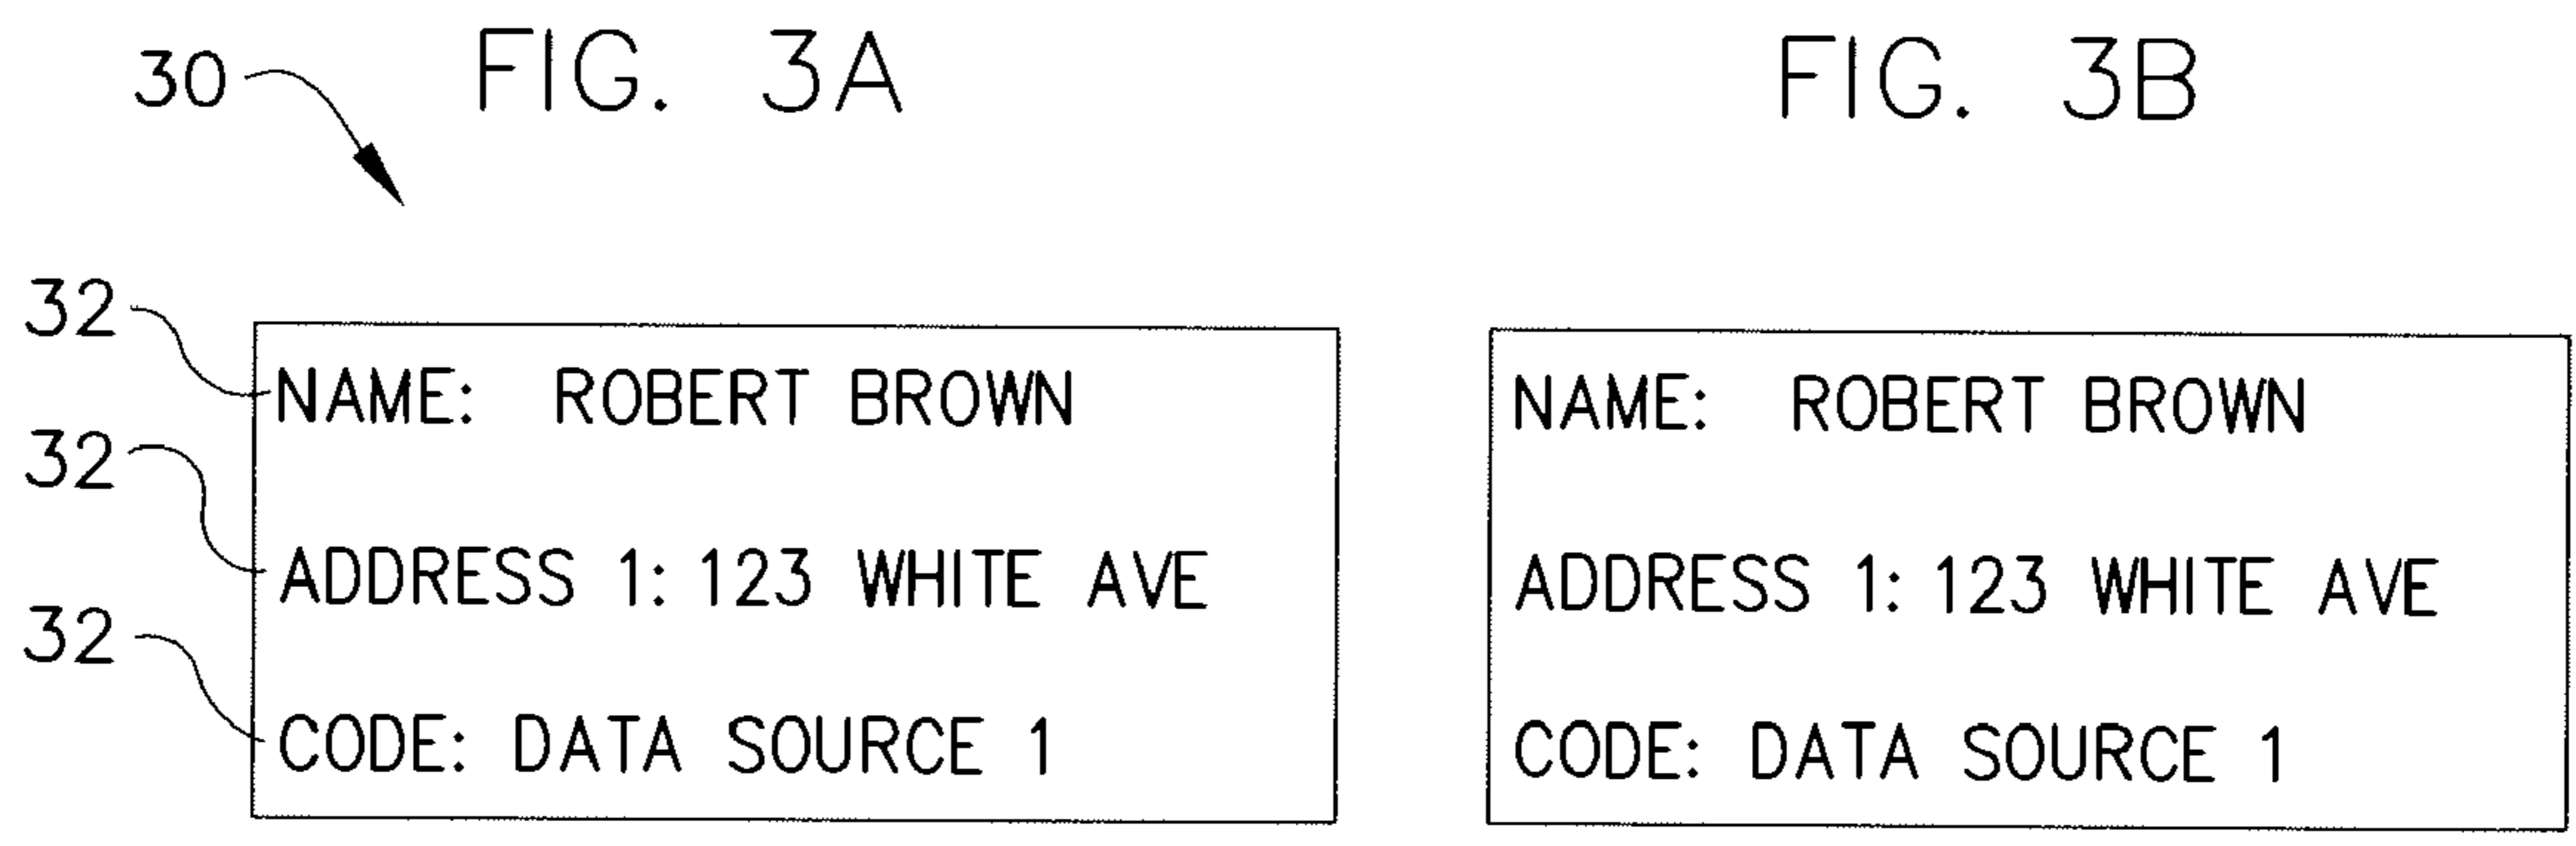 FIG. 3A
30
32
NAME: ROBERT BROWN
32
ADDRESS 1: 123 WHITE AVE
32
CODE: DATA SOURCE 1
FIG. 3B
NAME: ROBERT BROWN
ADDRESS 1: 123 WHITE AVE
CODE: DATA SOURCE 1